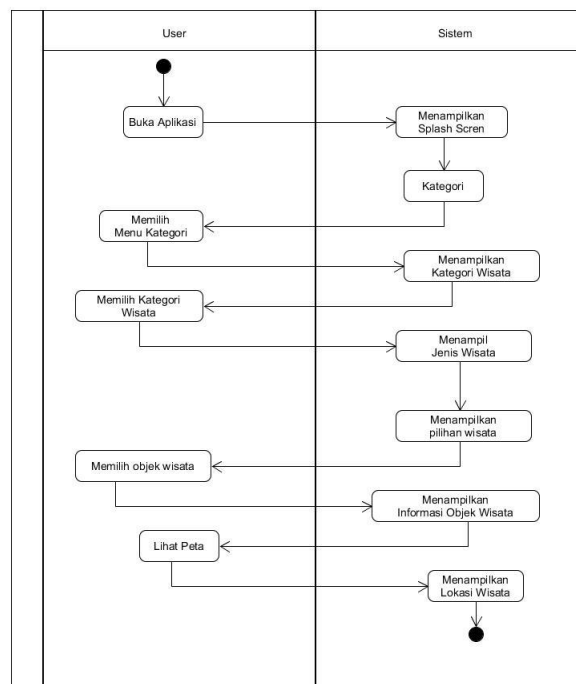 User
Sistem
Buka Aplikasi
Menampilkan
Splash Scren
Kategori
Memilih
Menu Kategori
Menampilkan
Kategori Wisata
Memilih Kategori
Wisata
Menampil
Jenis Wisata
Menampilkan
pilihan wisata
Memilih objek wisata
Menampilkan
Informasi Objek Wisata
Lihat Peta
Menampilkan
Lokasi Wisata